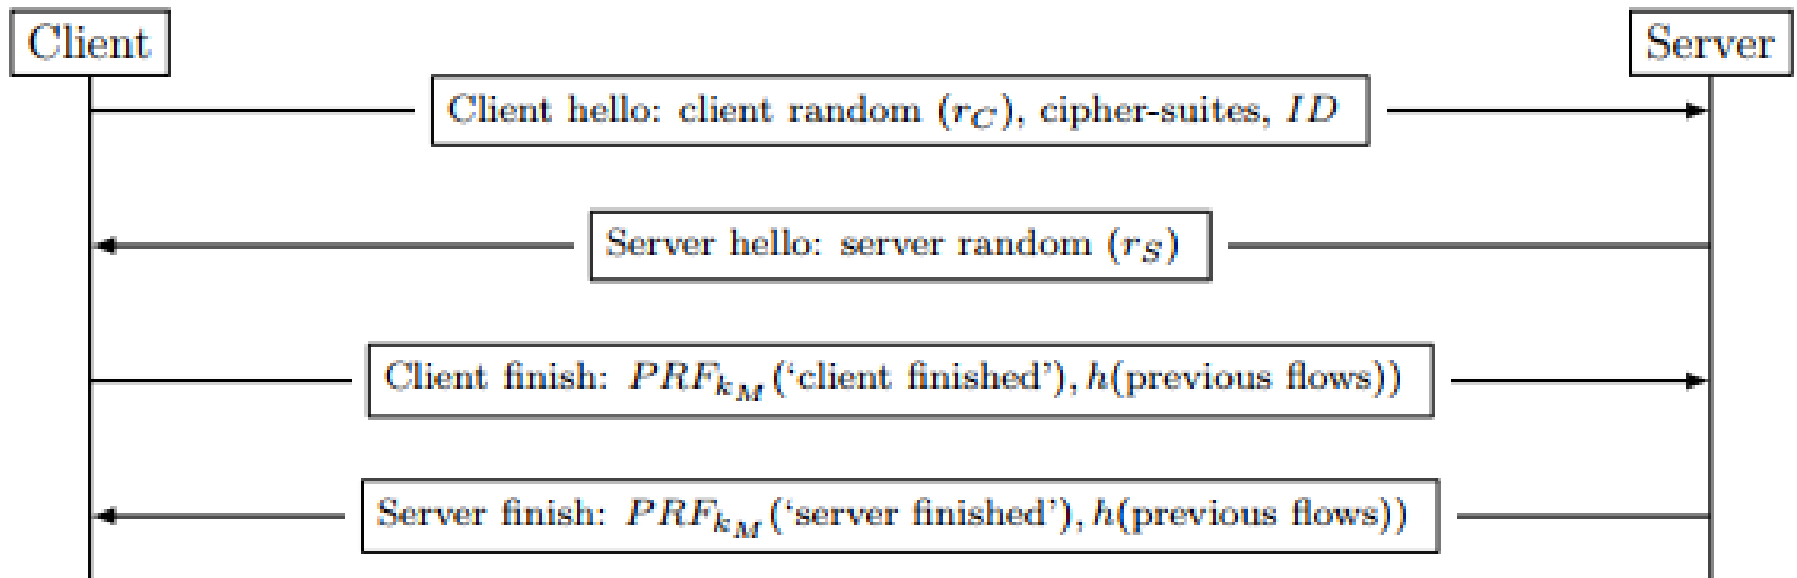 Client
Server
Client hello: client random (r_C), cipher-suites, ID
Server hello: server random (r_S)
Client finish: PRF_{k_M}(‘client finished’), h(previous flows))
Server finish: PRF_{k_M}(‘server finished’), h(previous flows))